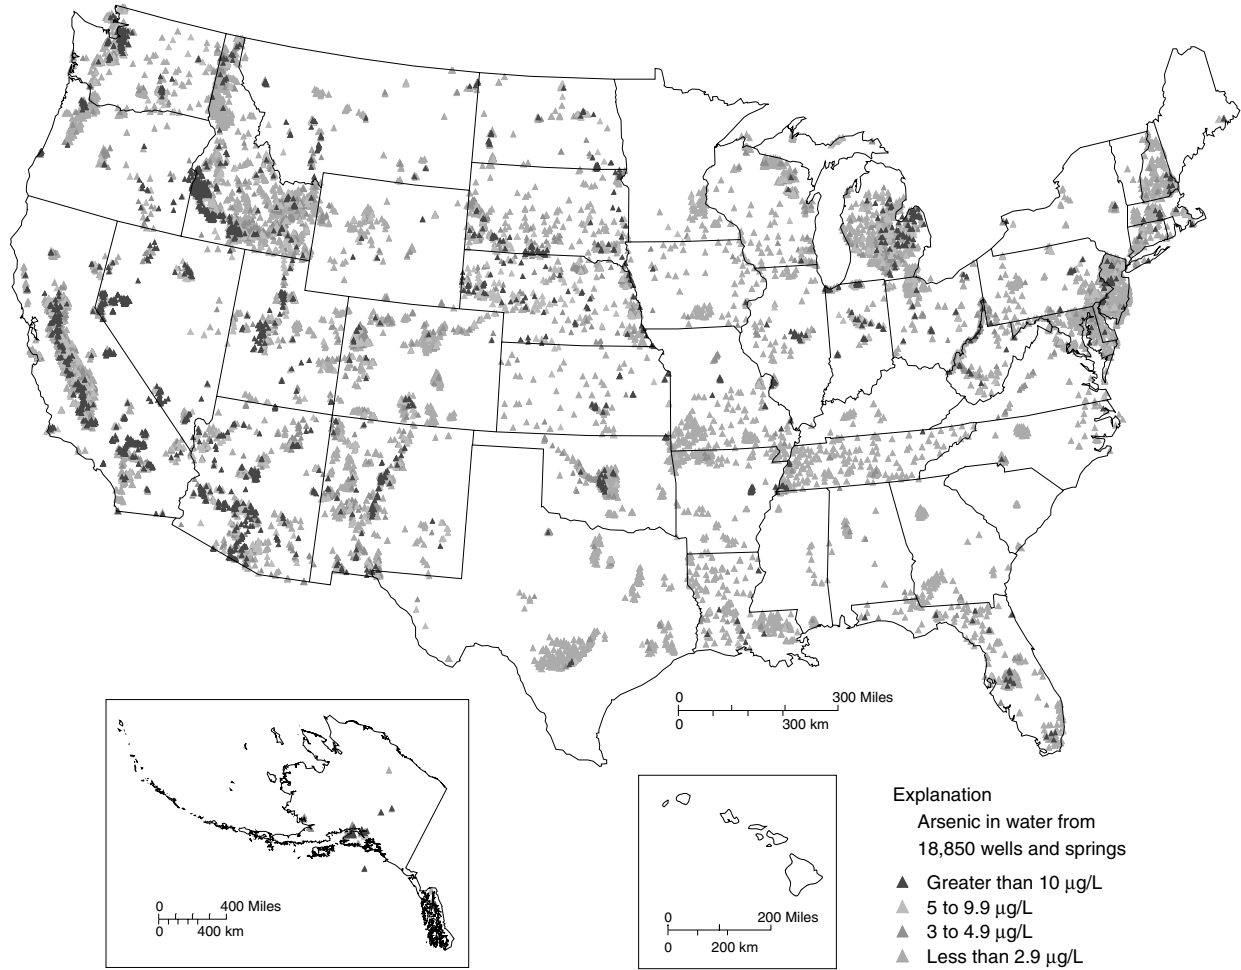 0 300 Miles
0 300 km
0 400 Miles
0 400 km
0 200 Miles
0 200 km
Explanation
Arsenic in water from
18,850 wells and springs
Greater than 10 µg/L
5 to 9.9 µg/L
3 to 4.9 µg/L
Less than 2.9 µg/L